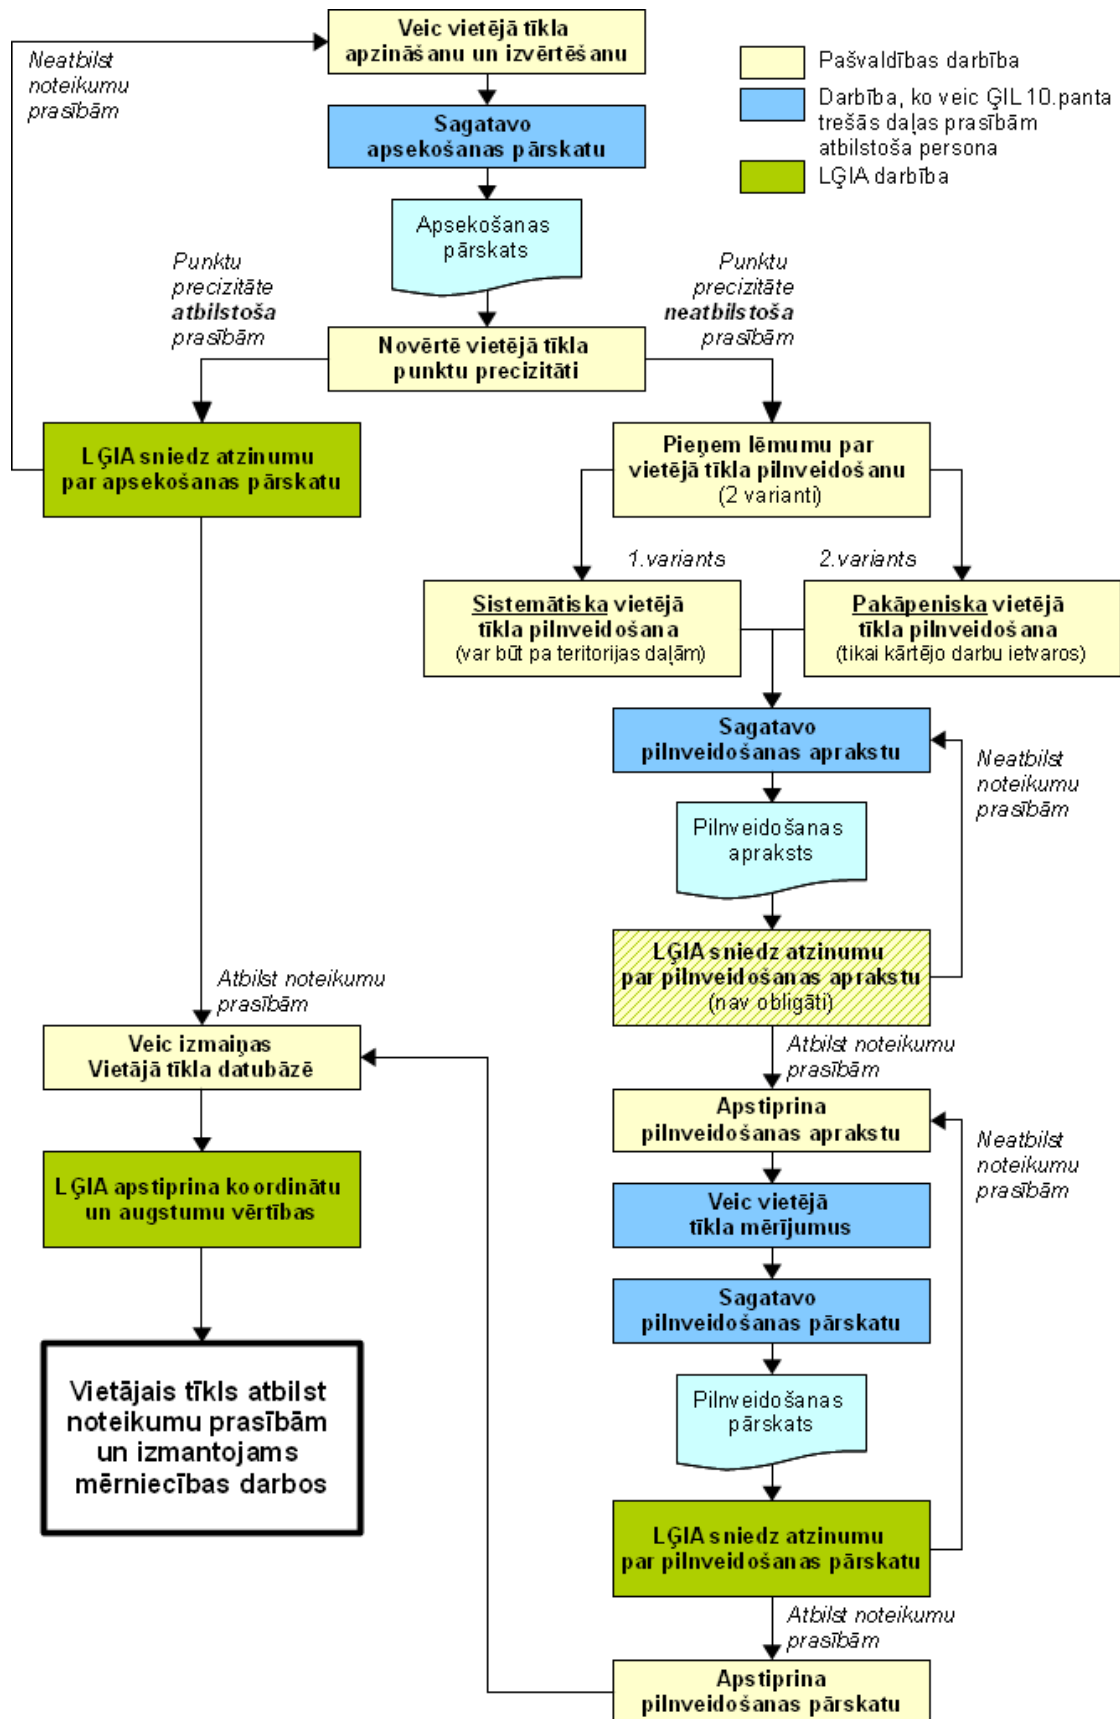 Veic vietējā tīkla
apzināšanu un izvērtēšanu
Neatbilst
noteikumu
prasībām
Pašvaldības darbība
Darbība, ko veic ĢIL 10.panta
trešās daļas prasībām
atbilstoša persona
LĢIA darbība
Sagatavo
apsekošanas pārskatu
Apsekošanas
pārskats
Punktu
precizitāte
atbilstoša
prasībām
Punktu
precizitāte
neatbilstoša
prasībām
Novērtē vietējā tīkla
punktu precizitāti
LĢIA sniedz atzinumu
par apsekošanas pārskatu
Pieņem lēmumu par
vietējā tīkla pilnveidošanu
(2 varianti)
1.variants
2.variants
Sistemātiska vietējā
tīkla pilnveidošana
(var būt pa teritorijas daļām)
Pakāpeniska vietējā
tīkla pilnveidošana
(tikai kārtējo darbu ietvaros)
Sagatavo
pilnveidošanas aprakstu
Neatbilst
noteikumu
prasībām
Pilnveidošanas
apraksts
LĢIA sniedz atzinumu
par pilnveidošanas aprakstu
(nav obligāti)
Atbilst noteikumu
prasībām
Atbilst noteikumu
prasībām
Veic izmaiņas
Vietājā tīkla datubāzē
Apstiprina
pilnveidošanas aprakstu
Neatbilst
noteikumu
prasībām
LĢIA apstiprina koordinātu
un augstumu vērtības
Veic vietējā
tīkla mērījumus
Sagatavo
pilnveidošanas pārskatu
Vietājais tīkls atbilst
noteikumu prasībām
un izmantojams
mērniecības darbos
Pilnveidošanas
pārskats
LĢIA sniedz atzinumu
par pilnveidošanas pārskatu
Atbilst noteikumu
prasībām
Apstiprina
pilnveidošanas pārskatu